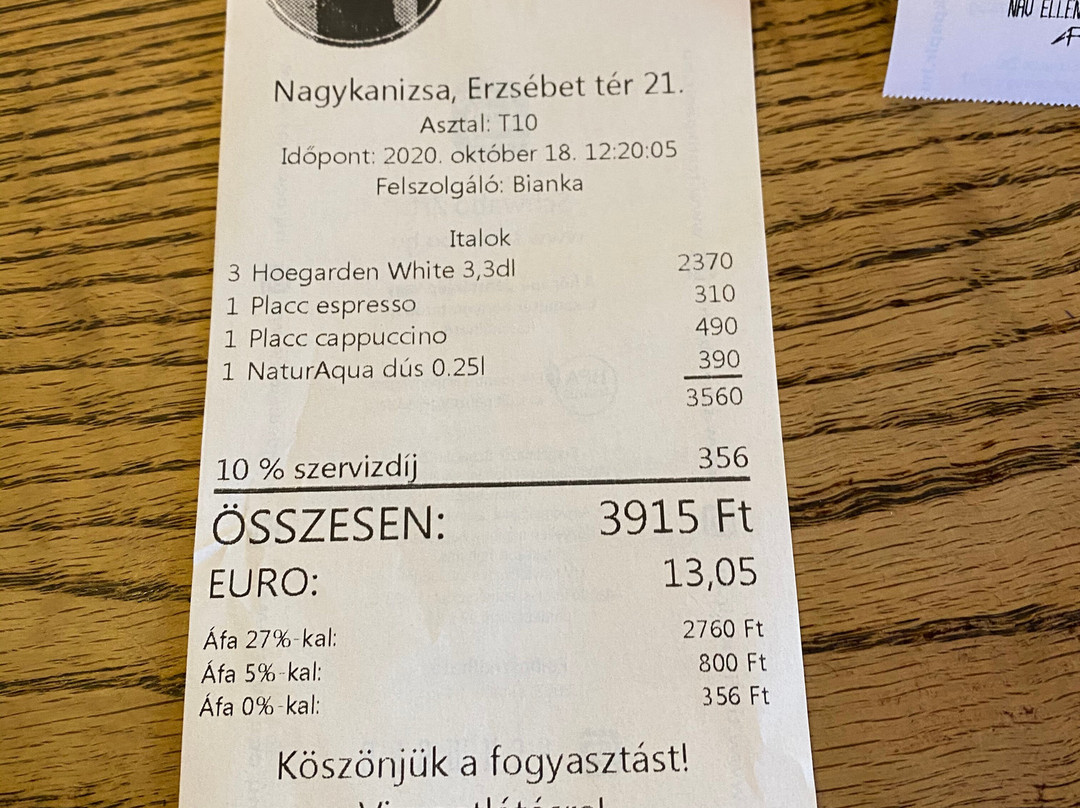 NAV ELLEN
Nagykanizsa, Erzsébet tér 21.
Asztal: T10
Időpont: 2020. október 18. 12:20:05
Felszolgáló: Bianka
Italok
3 Hoegarden White 3,3dl 2370
1 Placc espresso 310
1 Placc cappuccino 490
1 NaturAqua dús 0.25l 390
3560
10 % szervizdíj 356
ÖSSZESEN: 3915 Ft
EURO: 13,05
Áfa 27%-kal: 2760 Ft
Áfa 5%-kal: 800 Ft
Áfa 0%-kal: 356 Ft
Köszönjük a fogyasztást!